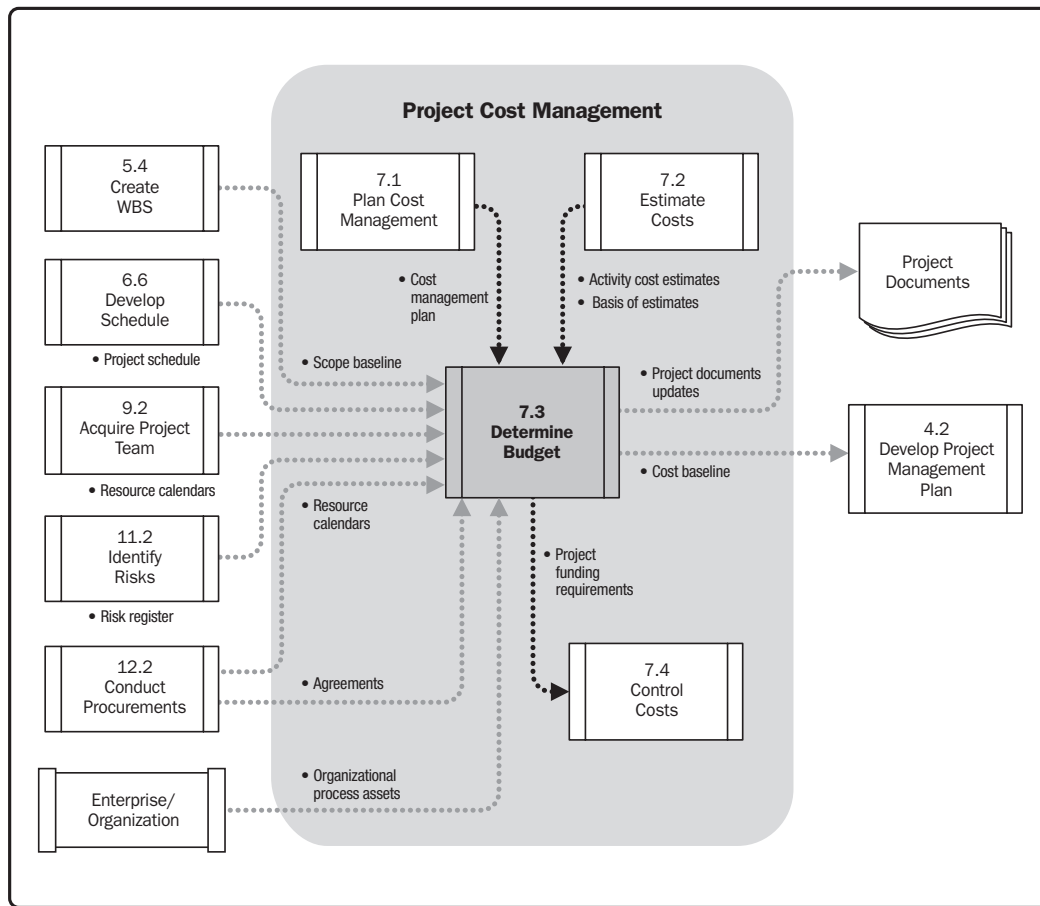 Project Cost Management
5.4
Create
WBS
7.1
Plan Cost
Management
7.2
Estimate
Costs
Project
Documents
6.6
Develop
Schedule
• Cost
management
plan
• Activity cost estimates
• Basis of estimates
• Project schedule
• Scope baseline
• Project documents
updates
9.2
Acquire Project
Team
7.3
Determine
Budget
4.2
Develop Project
Management
Plan
• Cost baseline
• Resource calendars
• Resource
calendars
11.2
Identify
Risks
• Project
funding
requirements
• Risk register
12.2
Conduct
Procurements
• Agreements
7.4
Control
Costs
• Organizational
process assets
Enterprise/
Organization